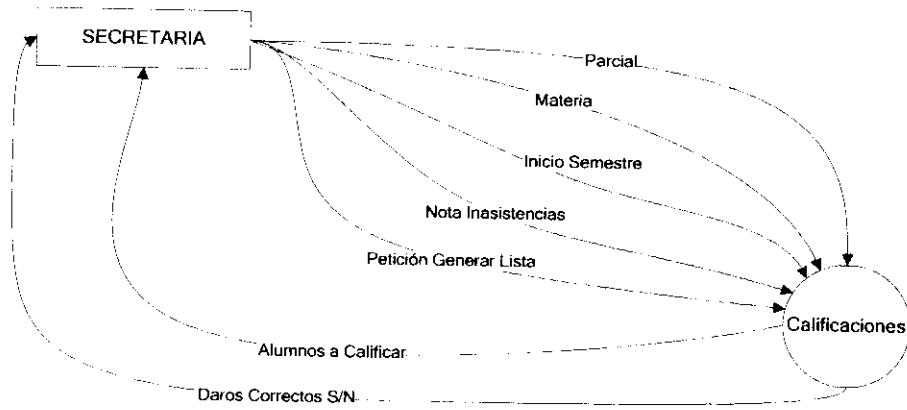 SECRETARIA
Parcial
Materia
Inicio Semestre
Nota Inasistencias
Petición Generar Lista
Calificaciones
Alumnos a Calificar
Daros Correctos S/N